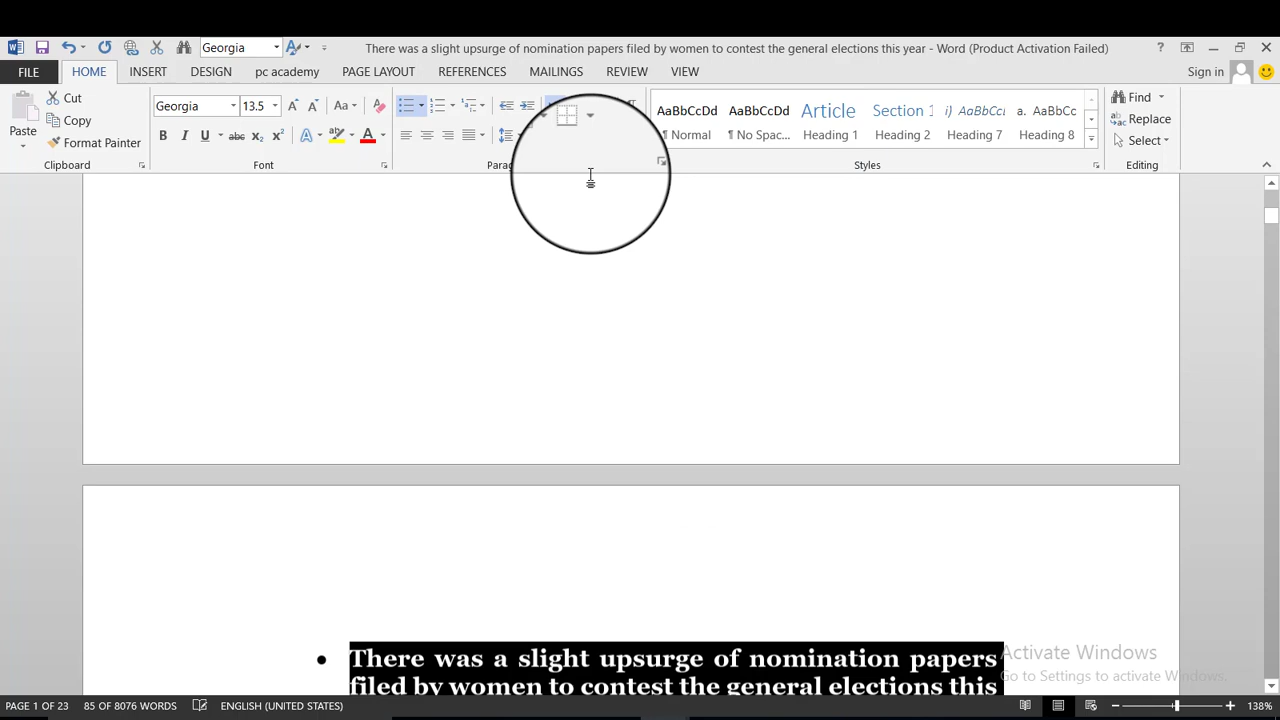 Georgia
There was a slight upsurge of nomination papers filed by women to contest the general elections this year - Word (Product Activation Failed)
?
FILE HOME INSERT DESIGN pc academy PAGE LAYOUT REFERENCES MAILINGS REVIEW VIEW Sign in
Cut
Copy
Format Painter
Paste
Clipboard
Georgia 13.5
Font
AaBbCcDd AaBbCcDd Article Section 1 i) AaBbCcI a. AaBbCc
¶ Normal ¶ No Spac... Heading 1 Heading 2 Heading 7 Heading 8
Styles
Find
Replace
Select
Editing
• There was a slight upsurge of nomination papers
filed by women to contest the general elections this
Activate Windows
Go to Settings to activate Windows.
PAGE 1 OF 23 85 OF 8076 WORDS ENGLISH (UNITED STATES) 138%